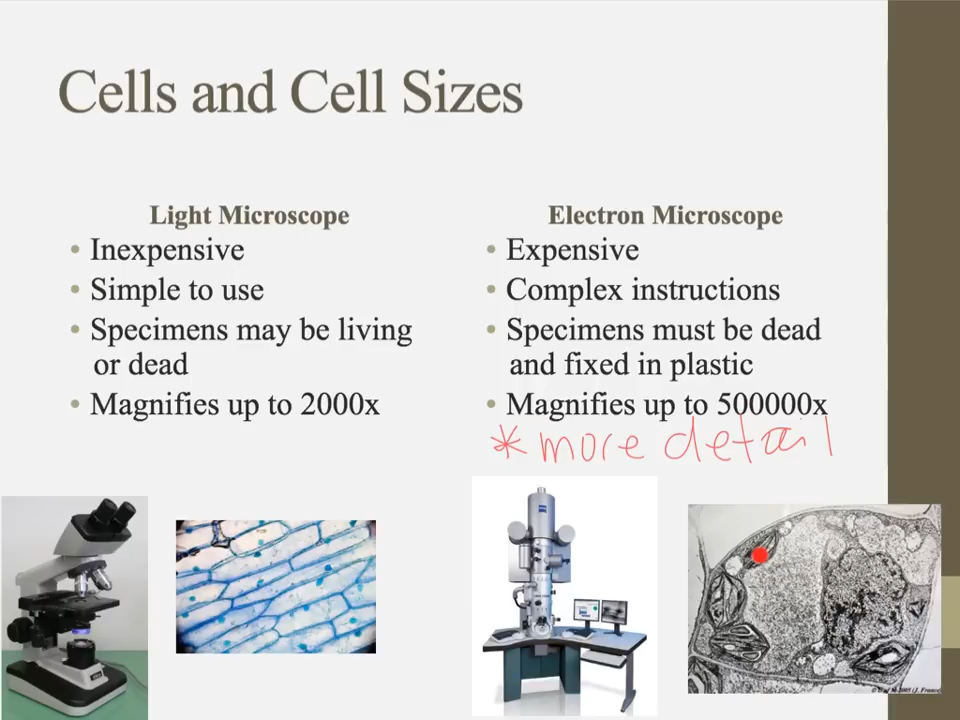 Cells and Cell Sizes
Light Microscope
• Inexpensive
• Simple to use
• Specimens may be living
or dead
• Magnifies up to 2000x
Electron Microscope
• Expensive
• Complex instructions
• Specimens must be dead
and fixed in plastic
• Magnifies up to 500000x
* more detail